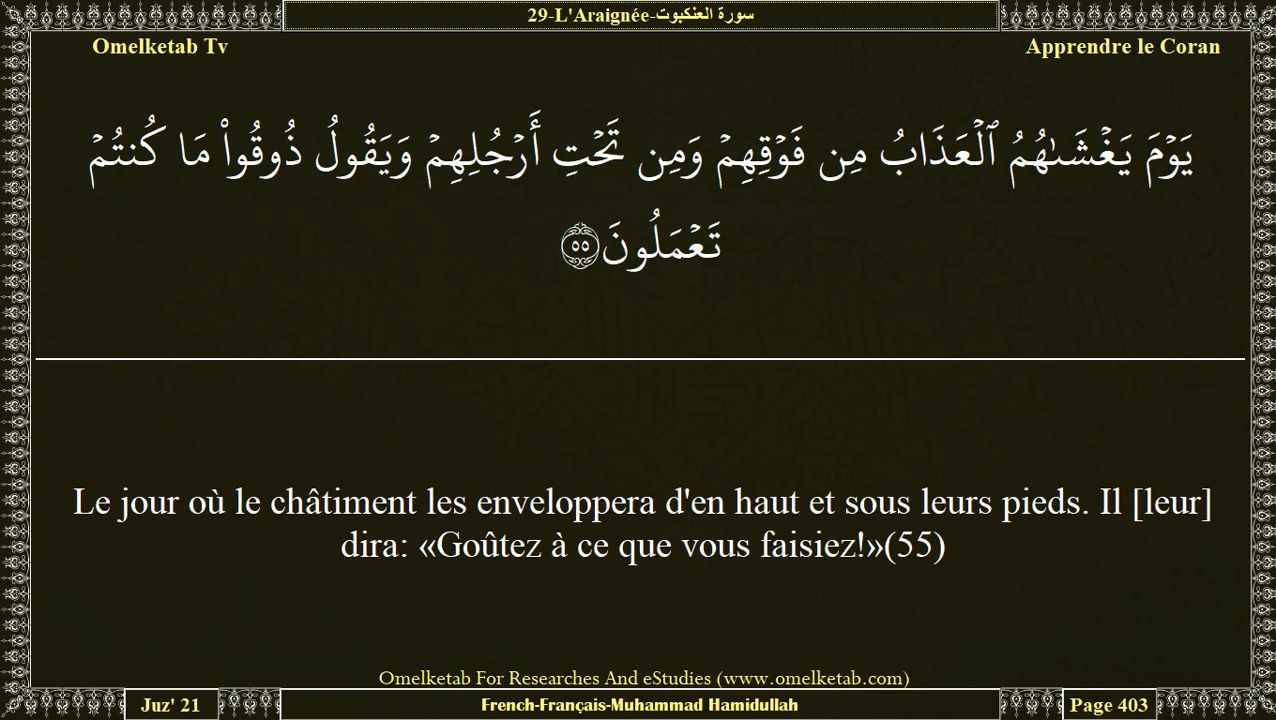 29-L'Araignée-سورة العنكبوت
Omelketab Tv
Apprendre le Coran
يَوۡمَ يَغۡشَىٰهُمُ ٱلۡعَذَابُ مِن فَوۡقِهِمۡ وَمِن تَحۡتِ أَرۡجُلِهِمۡ وَيَقُولُ ذُوقُواْ مَا كُنتُمۡ
تَعۡمَلُونَ ٥٥
Le jour où le châtiment les enveloppera d'en haut et sous leurs pieds. Il [leur]
dira: «Goûtez à ce que vous faisiez!»(55)
Omelketab For Researches And eStudies (www.omelketab.com)
Juz' 21
French-Français-Muhammad Hamidullah
Page 403